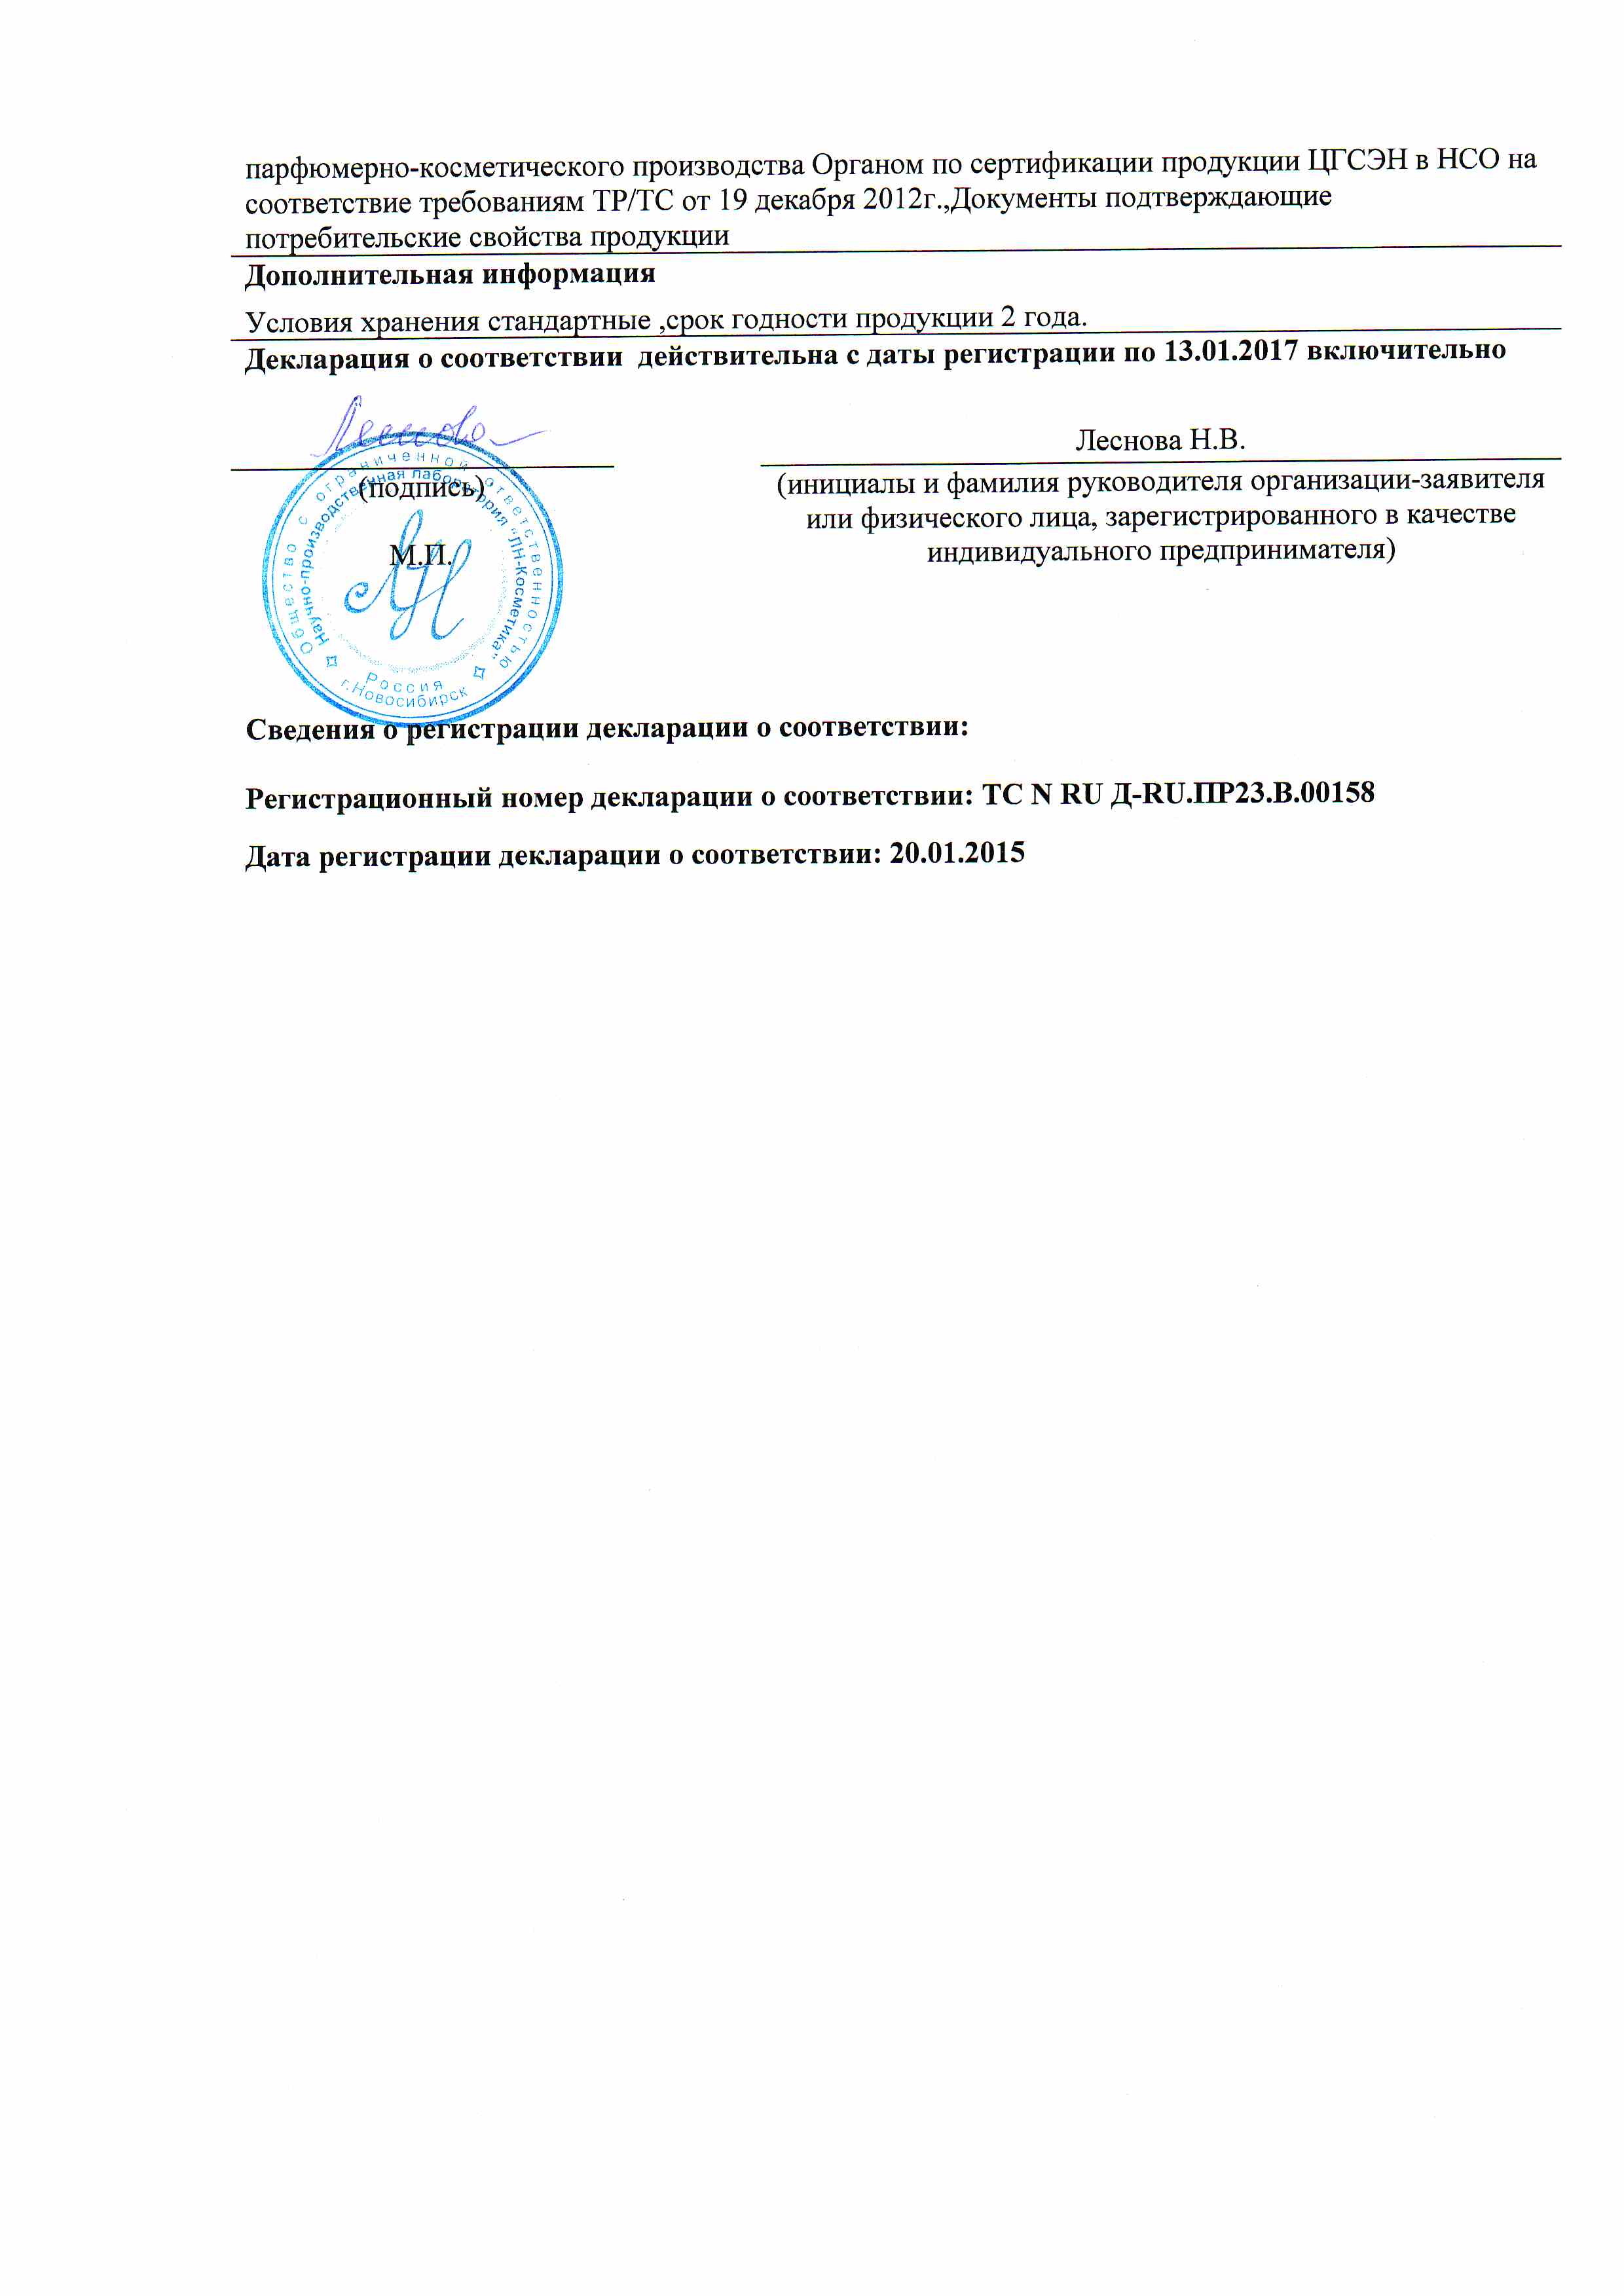 парфюмерно-косметического производства Органом по сертификации продукции ЦГСЭН в НСО на
соответствие требованиям ТР/ТС от 19 декабря 2012г.,Документы подтверждающие
потребительские свойства продукции
Дополнительная информация
Условия хранения стандартные ,срок годности продукции 2 года.
Декларация о соответствии действительна с даты регистрации по 13.01.2017 включительно
Леснова
Леснова Н.В.
(подпись)
(инициалы и фамилия руководителя организации-заявителя
или физического лица, зарегистрированного в качестве
индивидуального предпринимателя)
М.П.
Общество с ограниченной ответственностью
Научно-производственная лаборатория "ЛН-Косметика"
ЛН
Россия
г.Новосибирск
Сведения о регистрации декларации о соответствии:
Регистрационный номер декларации о соответствии: ТС N RU Д-RU.ПР23.В.00158
Дата регистрации декларации о соответствии: 20.01.2015